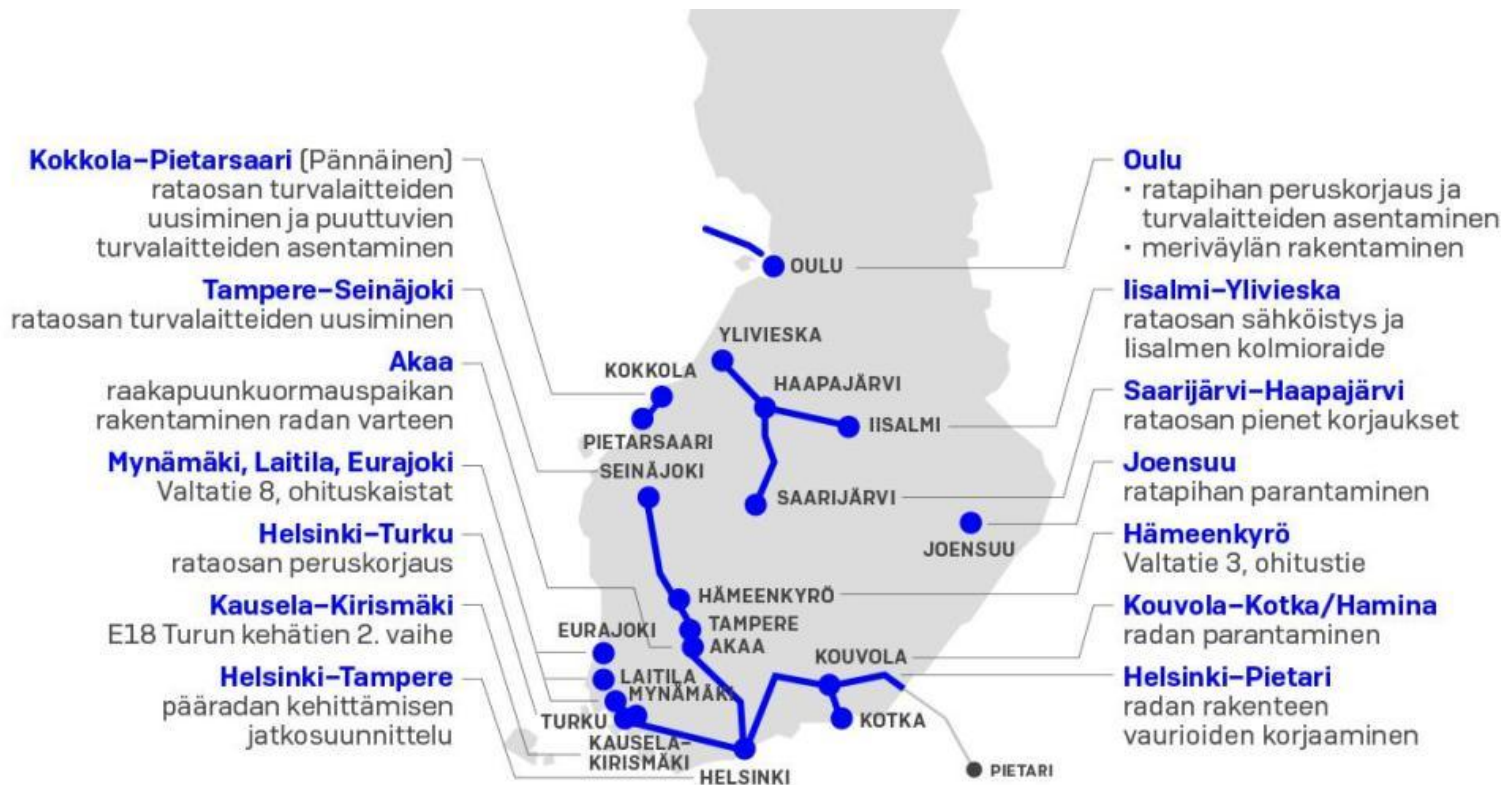 Kokkola–Pietarsaari (Pännäinen)
rataosan turvalaitteiden
uusiminen ja puuttuvien
turvalaitteiden asentaminen
Tampere–Seinäjoki
rataosan turvalaitteiden uusiminen
Akaa
raakapuunkuormauspaikan
rakentaminen radan varteen
Mynämäki, Laitila, Eurajoki
Valtatie 8, ohituskaistat
Helsinki–Turku
rataosan peruskorjaus
Kausela–Kirismäki
E18 Turun kehätien 2. vaihe
Helsinki–Tampere
pääradan kehittämisen
jatkosuunnittelu
OULU
YLIVIESKA
KOKKOLA
HAAPAJÄRVI
IISALMI
PIETARSAARI
SEINÄJOKI
SAARIJÄRVI
JOENSUU
HÄMEENKYRÖ
TAMPERE
EURAJOKI
AKAA
KOUVOLA
LAITILA
MYNÄMÄKI
TURKU
KOTKA
KAUSELA-
KIRISMÄKI
HELSINKI
PIETARI
Oulu
· ratapihan peruskorjaus ja
turvalaitteiden asentaminen
· meriväylän rakentaminen
Iisalmi–Ylivieska
rataosan sähköistys ja
Iisalmen kolmioraide
Saarijärvi–Haapajärvi
rataosan pienet korjaukset
Joensuu
ratapihan parantaminen
Hämeenkyrö
Valtatie 3, ohitustie
Kouvola–Kotka/Hamina
radan parantaminen
Helsinki–Pietari
radan rakenteen
vaurioiden korjaaminen